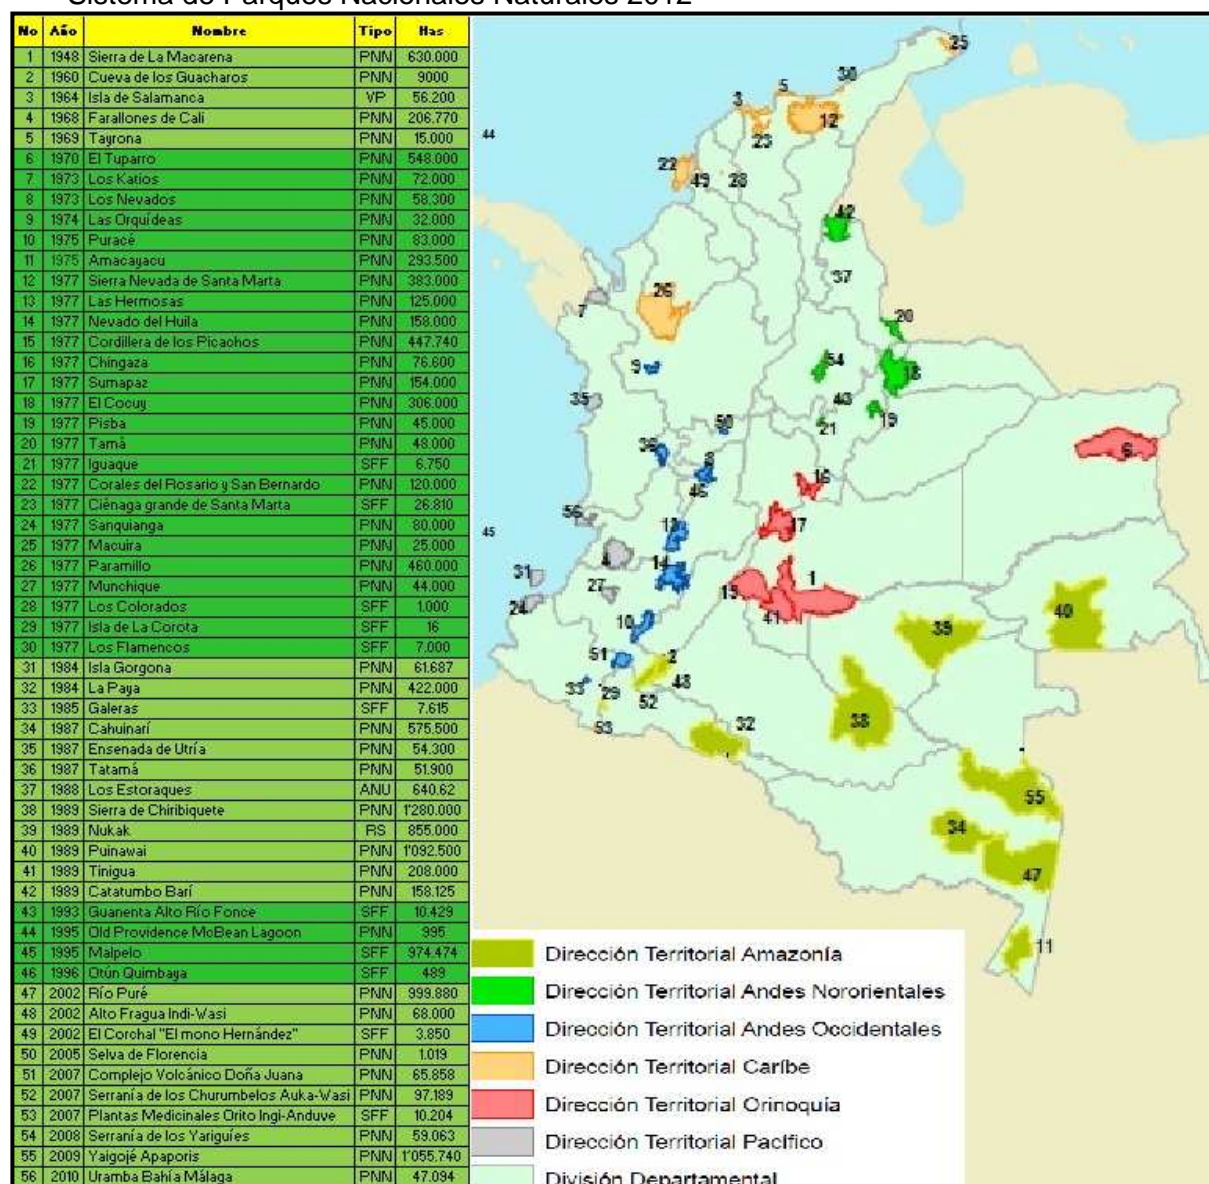 Sistema de Parques Nacionales Naturales 2012
No Año Nombre Tipo Has
1 1948 Sierra de La Macarena PNN 630.000
2 1960 Cueva de los Guacharos PNN 9000
3 1964 Isla de Salamanca VP 56.200
4 1968 Farallones de Cali PNN 206.770
5 1969 Tayrona PNN 15.000
6 1970 El Tuparro PNN 548.000
7 1973 Los Katios PNN 72.000
8 1973 Los Nevados PNN 58.300
9 1974 Las Orquídeas PNN 32.000
10 1975 Puracé PNN 83.000
11 1975 Amacayacu PNN 293.500
12 1977 Sierra Nevada de Santa Marta PNN 383.000
13 1977 Las Hermosas PNN 125.000
14 1977 Nevado del Huila PNN 158.000
15 1977 Cordillera de los Picachos PNN 447.740
16 1977 Chingaza PNN 76.600
17 1977 Sumapaz PNN 154.000
18 1977 El Cocuy PNN 306.000
19 1977 Pisba PNN 45.000
20 1977 Tamá PNN 48.000
21 1977 Iguaque SFF 6.750
22 1977 Corales del Rosario y San Bernardo PNN 120.000
23 1977 Ciénaga grande de Santa Marta SFF 26.810
24 1977 Sanquianga PNN 80.000
25 1977 Macuira PNN 25.000
26 1977 Paramillo PNN 460.000
27 1977 Munchique PNN 44.000
28 1977 Los Colorados SFF 1.000
29 1977 Isla de La Corota SFF 16
30 1977 Los Flamencos SFF 7.000
31 1984 Isla Gorgona PNN 61.687
32 1984 La Paya PNN 422.000
33 1985 Galeras SFF 7.615
34 1987 Cahuinarí PNN 575.500
35 1987 Ensenada de Utría PNN 54.300
36 1987 Tatamá PNN 51.900
37 1988 Los Estoraques ANU 640.62
38 1989 Sierra de Chiribiquete PNN 1'280.000
39 1989 Nukak RS 855.000
40 1989 Puinawai PNN 1'092.500
41 1989 Tinigua PNN 208.000
42 1989 Catatumbo Barí PNN 158.125
43 1993 Guanenta Alto Río Fonce SFF 10.429
44 1995 Old Providence McBean Lagoon PNN 995
45 1995 Malpelo SFF 974.474
46 1996 Otún Quimbaya SFF 489
47 2002 Río Puré PNN 999.880
48 2002 Alto Fragua Indi-Wasi PNN 68.000
49 2002 El Corchal "El mono Hernández" SFF 3.850
50 2005 Selva de Florencia PNN 1.019
51 2007 Complejo Volcánico Doña Juana PNN 65.858
52 2007 Serranía de los Churumbelos Auka-Wasi PNN 97.189
53 2007 Plantas Medicinales Orito Ingi-Anduve SFF 10.204
54 2008 Serranía de los Yariguíes PNN 59.063
55 2009 Yaigojé Apaporis PNN 1'055.740
56 2010 Uramba Bahía Málaga PNN 47.094
25
30
5
3
12
23
44
22
49
28
42
37
26
7
20
9
54
18
35
43
19
50
21
36
8
6
16
46
56
13
17
45
4
14
31
1
27
15
24
41
40
10
39
51
2
33
29
48
52
53
32
38
55
34
47
11
Dirección Territorial Amazonía
Dirección Territorial Andes Nororientales
Dirección Territorial Andes Occidentales
Dirección Territorial Caribe
Dirección Territorial Orinoquía
Dirección Territorial Pacífico
División Departamental